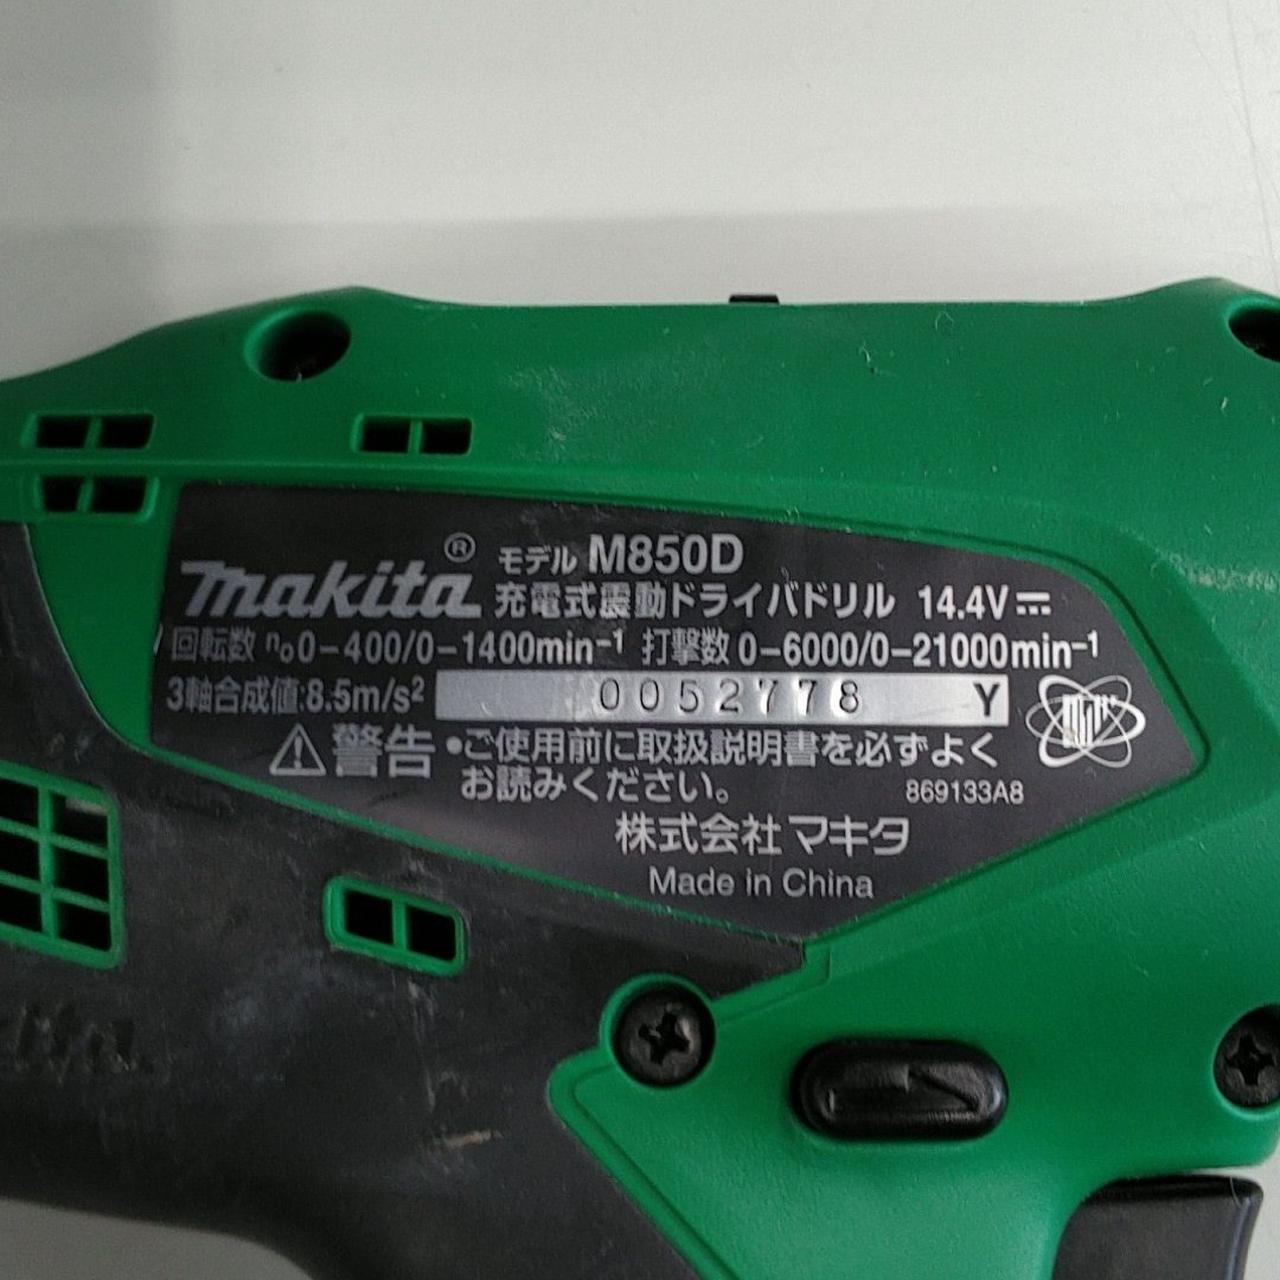 makita® モデル M850D
充電式震動ドライバドリル 14.4V
回転数 n₀0-400/0-1400min⁻¹ 打撃数 0-6000/0-21000min⁻¹
3軸合成値:8.5m/s² 0052778 Y
⚠警告 •ご使用前に取扱説明書を必ずよく
お読みください。 869133A8
株式会社マキタ
Made in China